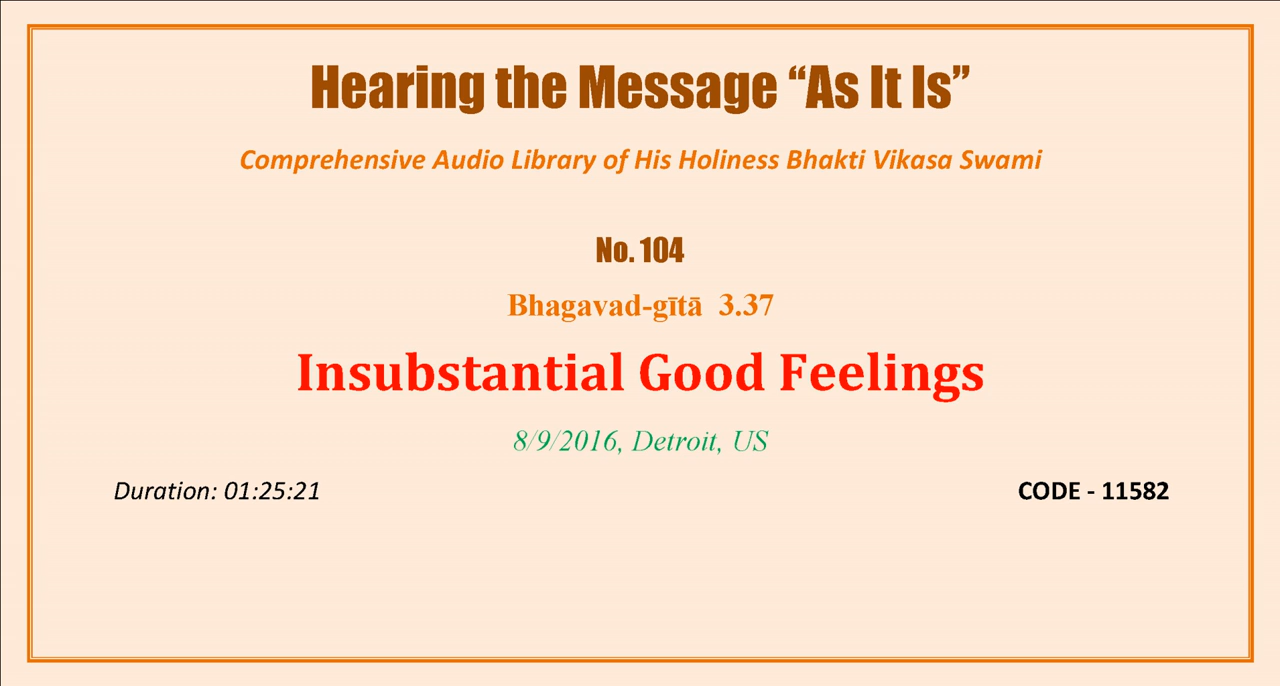 Hearing the Message “As It Is”
Comprehensive Audio Library of His Holiness Bhakti Vikasa Swami
No. 104
Bhagavad-gītā 3.37
Insubstantial Good Feelings
8/9/2016, Detroit, US
Duration: 01:25:21 CODE - 11582